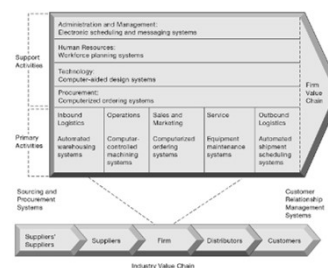 Administration and Management:
Electronic scheduling and messaging systems
Human Resources:
Workforce planning systems
Support
Activities
Technology:
Computer-aided design systems
Procurement:
Computerized ordering systems
Firm
Value
Chain
Primary
Activities
Inbound
Logistics
Automated
warehousing
systems
Operations
Computer-
controlled
machining
systems
Sales and
Marketing
Computerized
ordering
systems
Service
Equipment
maintenance
systems
Outbound
Logistics
Automated
shipment
scheduling
systems
Sourcing and
Procurement
Systems
Customer
Relationship
Management
Systems
Suppliers'
Suppliers
Suppliers
Firm
Distributors
Customers
Industry Value Chain